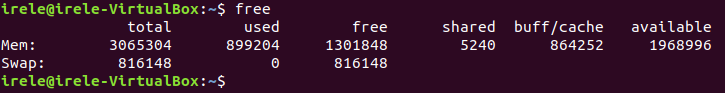 irele@irele-VirtualBox:~$ free
total used free shared buff/cache available
Mem: 3065304 899204 1301848 5240 864252 1968996
Swap: 816148 0 816148
irele@irele-VirtualBox:~$